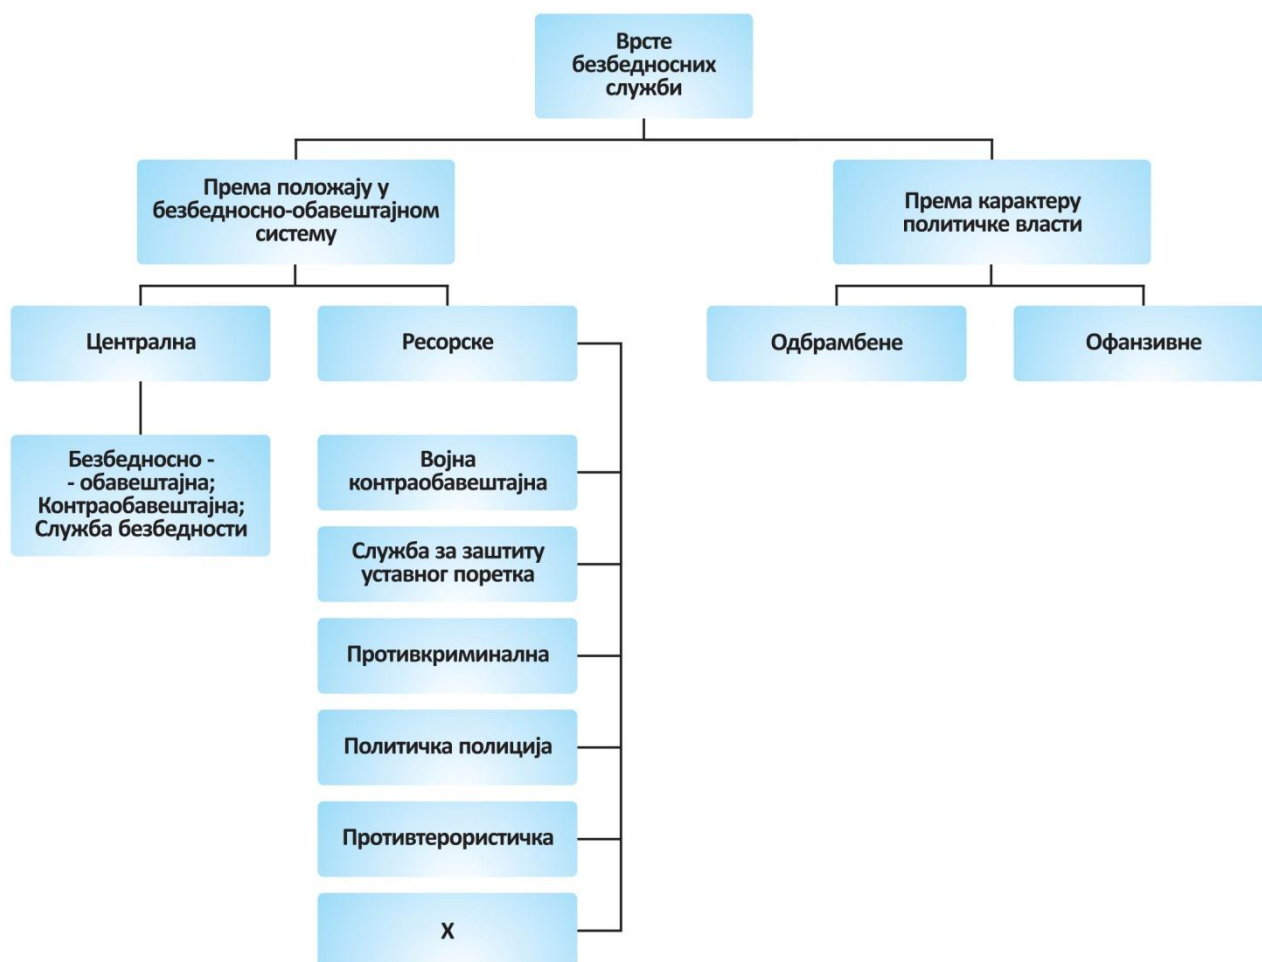 Врсте
безбедносних
служби
Према положају у
безбедносно-обавештајном
систему
Према карактеру
политичке власти
Централна
Ресорске
Одбрамбене
Офанзивне
Безбедносно -
- обавештајна;
Контраобавештајна;
Служба безбедности
Војна
контраобавештајна
Служба за заштиту
уставног поретка
Противкриминална
Политичка полиција
Противтерористичка
X